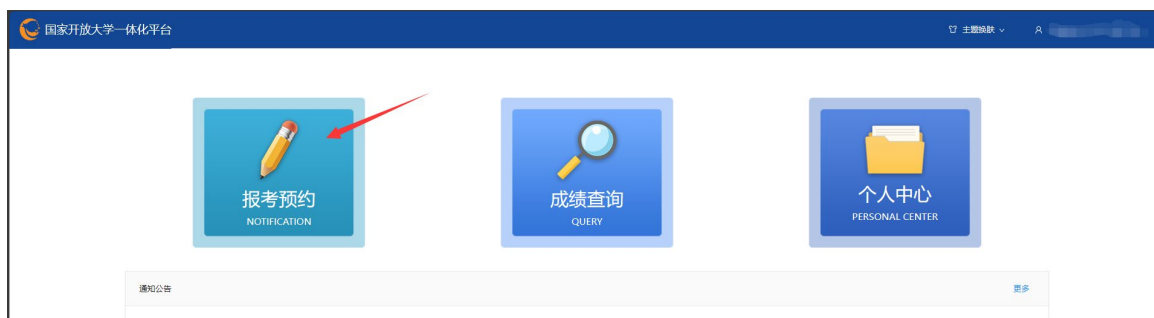 国家开放大学一体化平台
主题换肤
报考预约
NOTIFICATION
成绩查询
QUERY
个人中心
PERSONAL CENTER
通知公告
更多